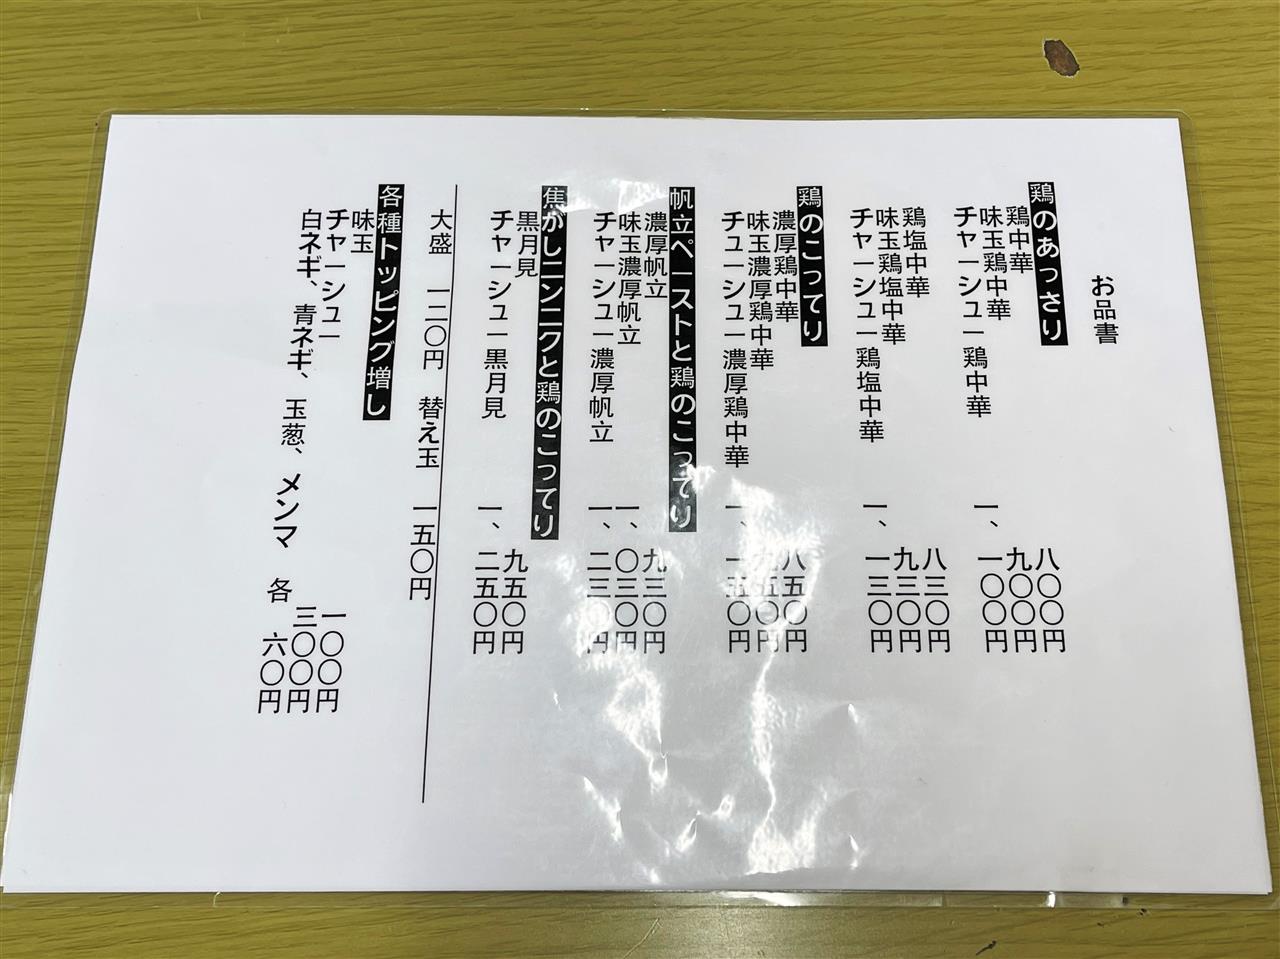 お品書
鶏のあっさり
鶏中華 八〇〇円
味玉鶏中華 九〇〇円
チャーシュー鶏中華 一、一〇〇円
鶏塩中華 八三〇円
味玉鶏塩中華 九三〇円
チャーシュー鶏塩中華 一、一三〇円
鶏のこってり
濃厚鶏中華 八五〇円
味玉濃厚鶏中華 九五〇円
チューシュー濃厚鶏中華 一、一五〇円
帆立ペーストと鶏のこってり
濃厚帆立 九三〇円
味玉濃厚帆立 一、〇三〇円
チャーシュー濃厚帆立 一、二三〇円
焦がしニンニクと鶏のこってり
黒月見 九五〇円
チャーシュー黒月見 一、二五〇円
大盛 一二〇円 替え玉 一五〇円
各種トッピング増し
味玉 一〇〇円
チャーシュー 三〇〇円
白ネギ、青ネギ、玉葱、メンマ 各 六〇円